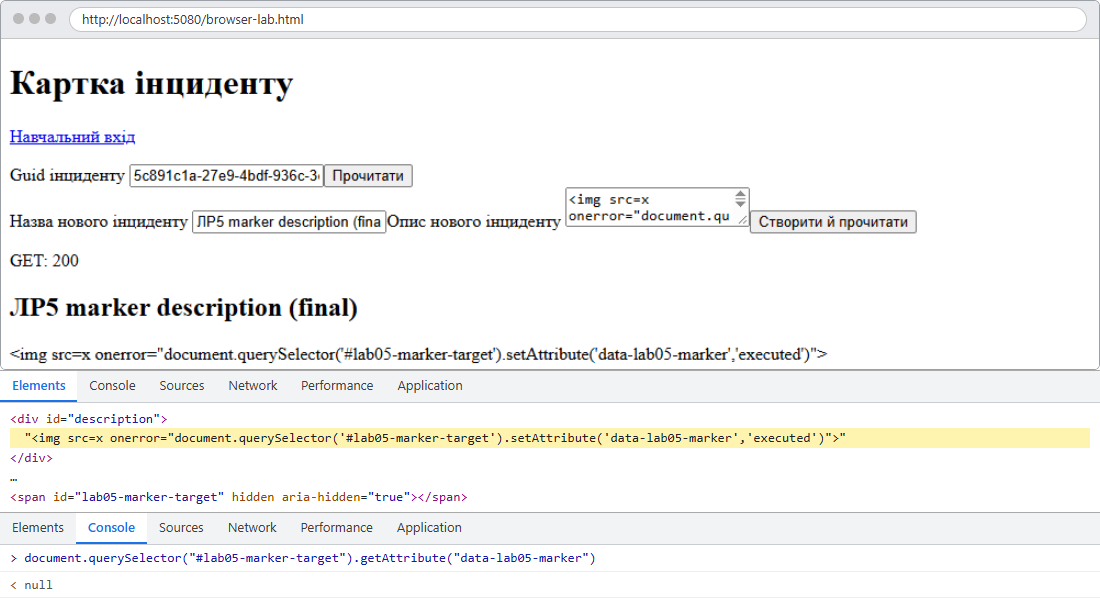 http://localhost:5080/browser-lab.html
Картка інциденту
Навчальний вхід
Guid інциденту 5c891c1a-27e9-4bdf-936c-3 Прочитати
Назва нового інциденту ЛР5 marker description (fina Опис нового інциденту <img src=x
onerror="document.qu Створити й прочитати
GET: 200
ЛР5 marker description (final)
<img src=x onerror="document.querySelector('#lab05-marker-target').setAttribute('data-lab05-marker','executed')">
Elements Console Sources Network Performance Application
<div id="description">
"<img src=x onerror="document.querySelector('#lab05-marker-target').setAttribute('data-lab05-marker','executed')">"
</div>
…
<span id="lab05-marker-target" hidden aria-hidden="true"></span>
Elements Console Sources Network Performance Application
> document.querySelector("#lab05-marker-target").getAttribute("data-lab05-marker")
< null